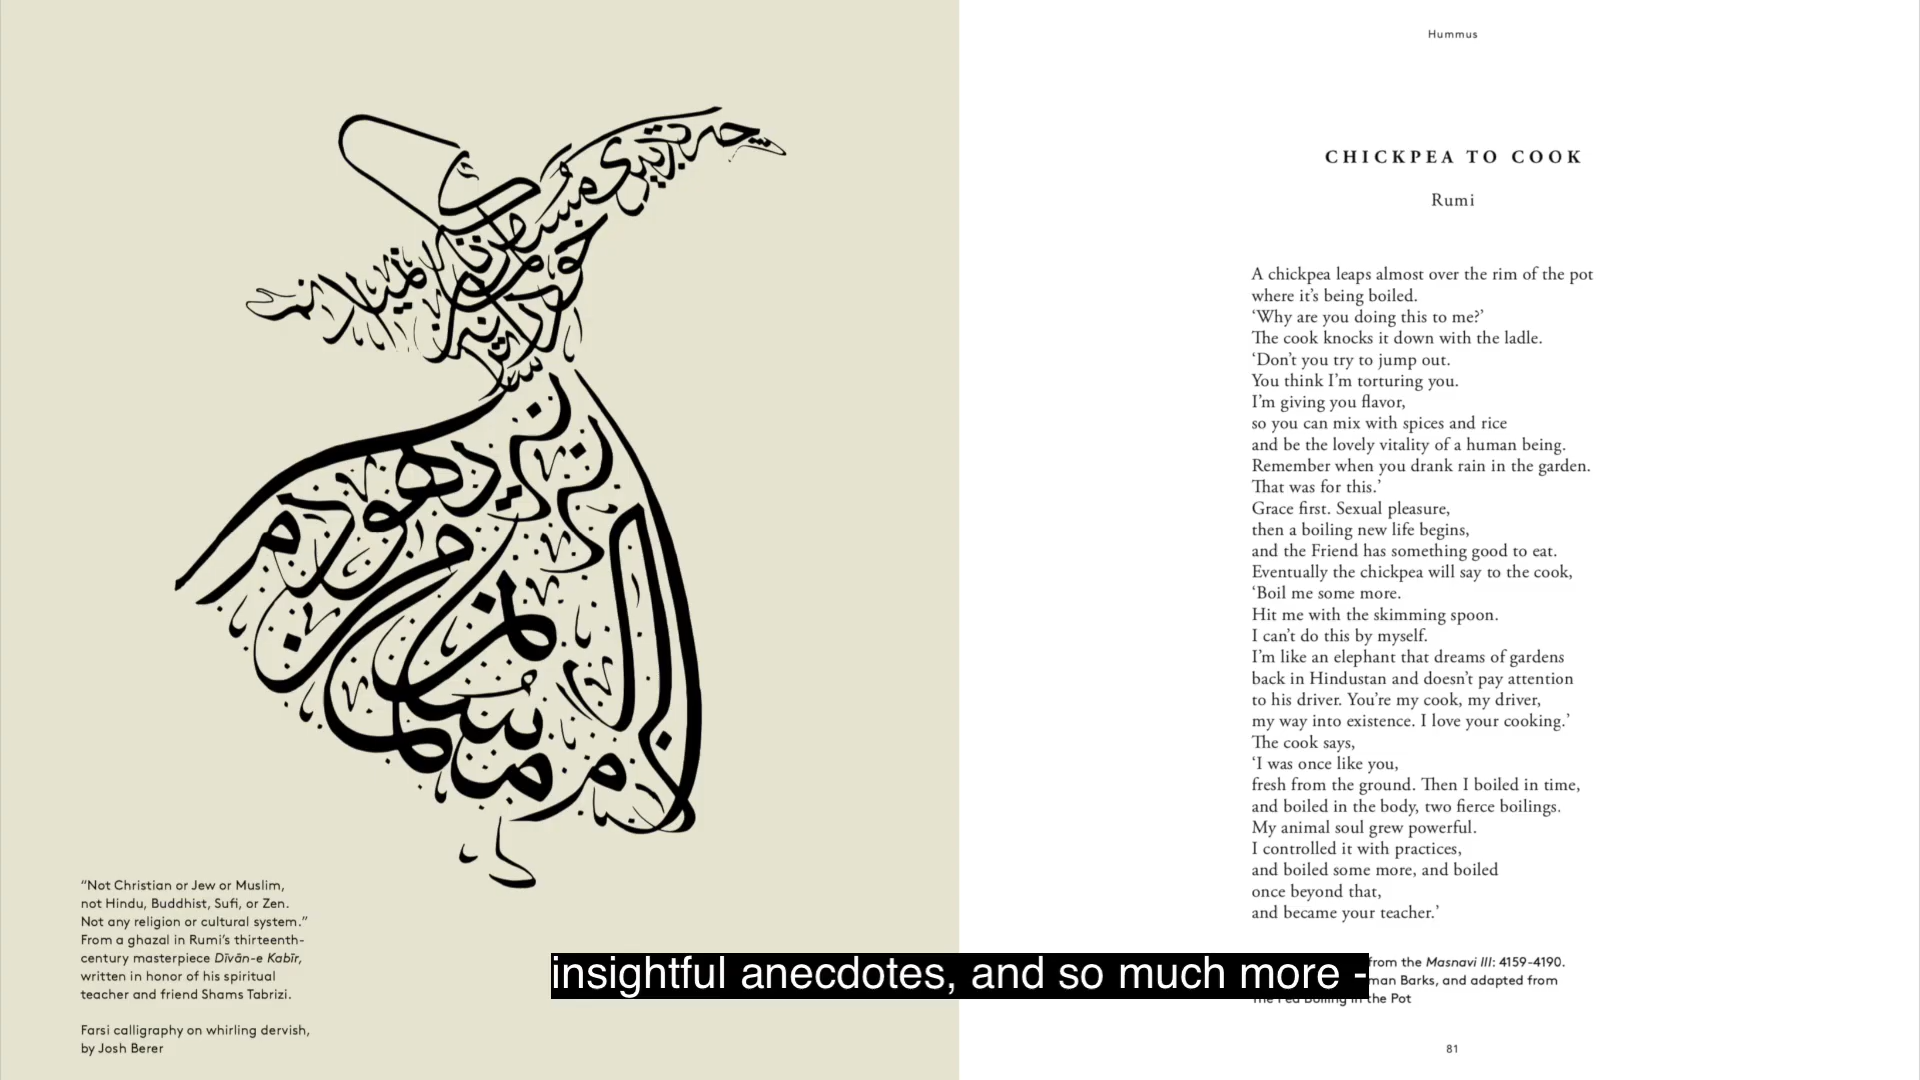 “Not Christian or Jew or Muslim,
not Hindu, Buddhist, Sufi, or Zen.
Not any religion or cultural system.”
From a ghazal in Rumi’s thirteenth-
century masterpiece Dīvān-e Kabīr,
written in honor of his spiritual
teacher and friend Shams Tabrizi.
Farsi calligraphy on whirling dervish,
by Josh Berer
Hummus
CHICKPEA TO COOK
Rumi
A chickpea leaps almost over the rim of the pot
where it’s being boiled.
‘Why are you doing this to me?’
The cook knocks it down with the ladle.
‘Don’t you try to jump out.
You think I’m torturing you.
I’m giving you flavor,
so you can mix with spices and rice
and be the lovely vitality of a human being.
Remember when you drank rain in the garden.
That was for this.’
Grace first. Sexual pleasure,
then a boiling new life begins,
and the Friend has something good to eat.
Eventually the chickpea will say to the cook,
‘Boil me some more.
Hit me with the skimming spoon.
I can’t do this by myself.
I’m like an elephant that dreams of gardens
back in Hindustan and doesn’t pay attention
to his driver. You’re my cook, my driver,
my way into existence. I love your cooking.’
The cook says,
‘I was once like you,
fresh from the ground. Then I boiled in time,
and boiled in the body, two fierce boilings.
My animal soul grew powerful.
I controlled it with practices,
and boiled some more, and boiled
once beyond that,
and became your teacher.’
from the Masnavi III: 4159-4190.
Barks, and adapted from
the Pot
insightful anecdotes, and so much more -
81